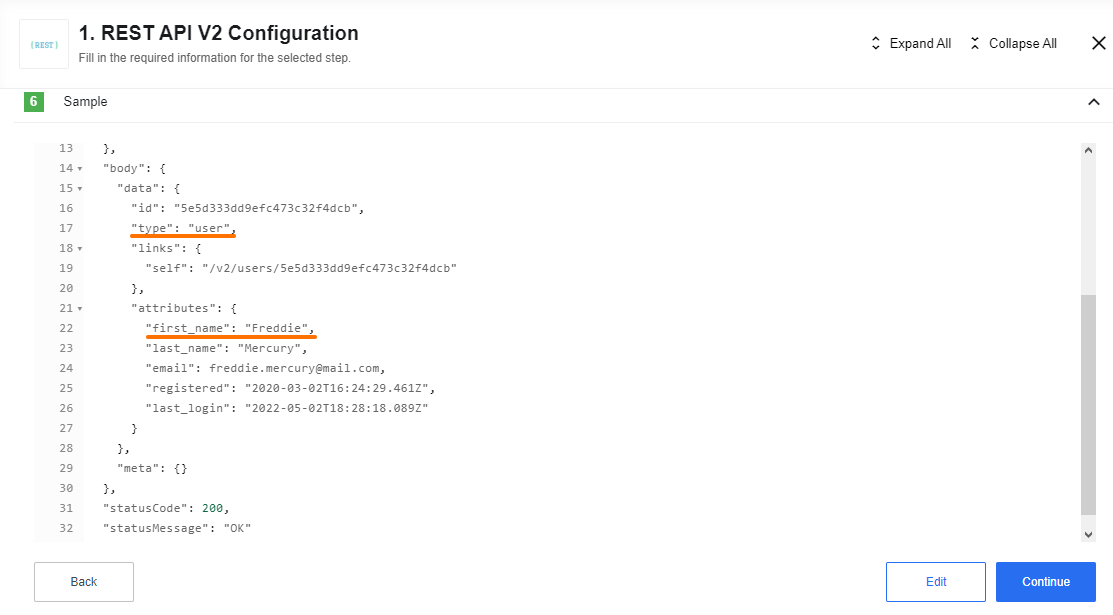 {REST}
1. REST API V2 Configuration
Fill in the required information for the selected step.
Expand All
Collapse All
6 Sample
13 },
14 "body": {
15 "data": {
16 "id": "5e5d333dd9efc473c32f4dcb",
17 "type": "user",
18 "links": {
19 "self": "/v2/users/5e5d333dd9efc473c32f4dcb"
20 },
21 "attributes": {
22 "first_name": "Freddie",
23 "last_name": "Mercury",
24 "email": freddie.mercury@mail.com,
25 "registered": "2020-03-02T16:24:29.461Z",
26 "last_login": "2022-05-02T18:28:18.089Z"
27 }
28 },
29 "meta": {}
30 },
31 "statusCode": 200,
32 "statusMessage": "OK"
Back
Edit
Continue